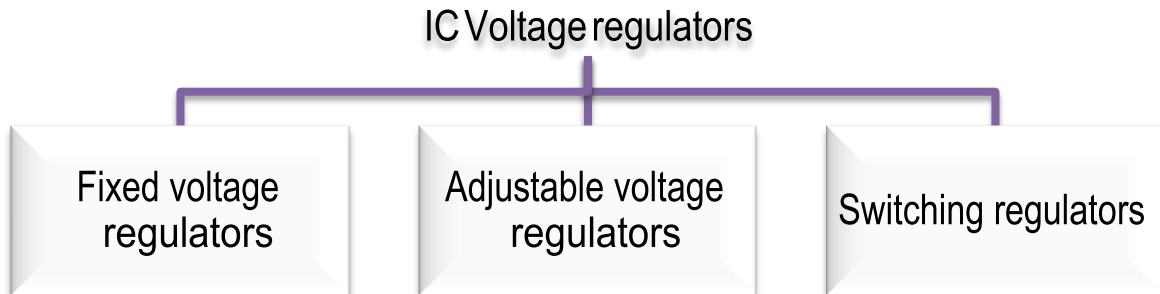 IC Voltage regulators
Fixed voltage
regulators
Adjustable voltage
regulators
Switching regulators